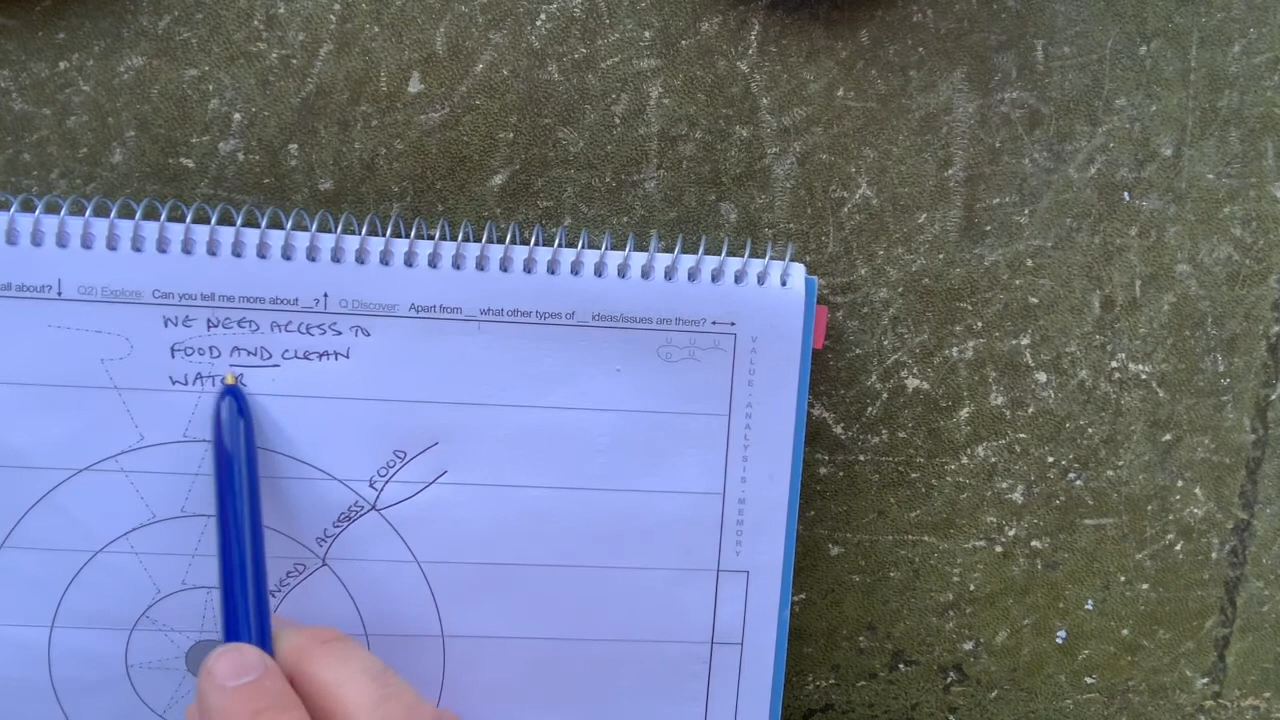 all about? Q2) Explore: Can you tell me more about __? Q Discover: Apart from __ what other types of __ ideas/issues are there?
WE NEED ACCESS TO
FOOD AND CLEAN
WATER
U U U
D U
FOOD
ACCESS
NEED
VALUE-ANALYSIS-MEMORY